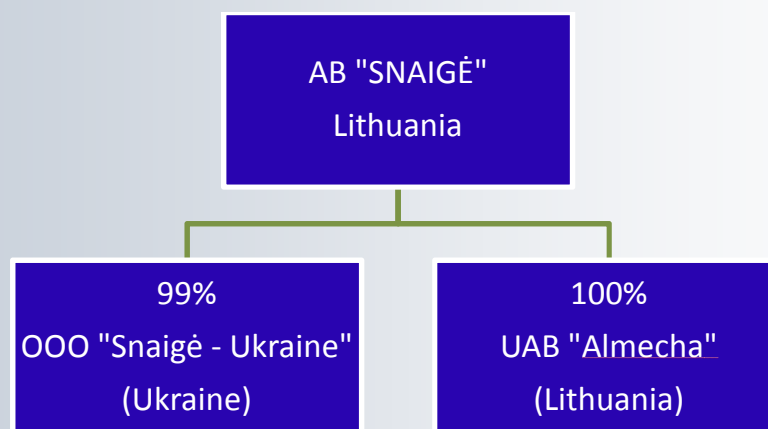 AB "SNAIGĖ"
Lithuania
99%
OOO "Snaigė - Ukraine"
(Ukraine)
100%
UAB "Almecha"
(Lithuania)